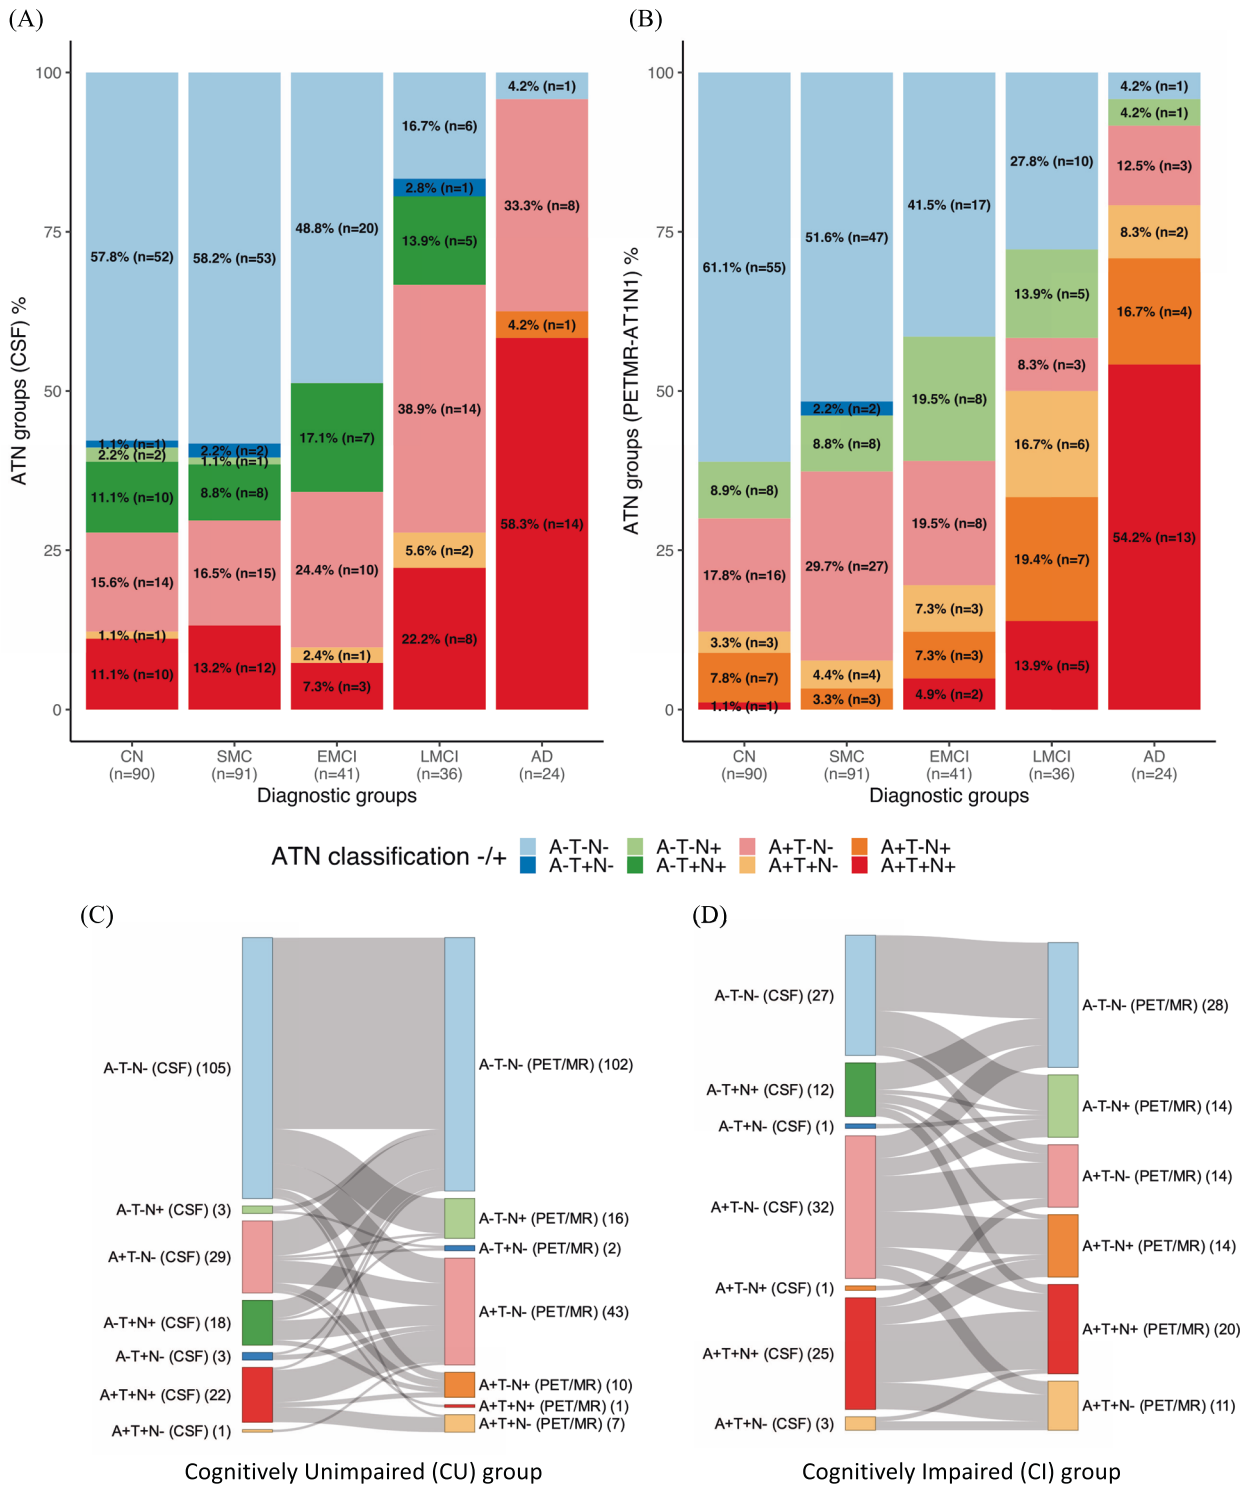 (A)
ATN groups (CSF) %
100
75
50
25
0
57.8% (n=52)
1.1% (n=1)
2.2% (n=2)
11.1% (n=10)
15.6% (n=14)
1.1% (n=1)
11.1% (n=10)
58.2% (n=53)
2.2% (n=2)
1.1% (n=1)
8.8% (n=8)
16.5% (n=15)
13.2% (n=12)
48.8% (n=20)
17.1% (n=7)
24.4% (n=10)
2.4% (n=1)
7.3% (n=3)
16.7% (n=6)
2.8% (n=1)
13.9% (n=5)
38.9% (n=14)
5.6% (n=2)
22.2% (n=8)
4.2% (n=1)
33.3% (n=8)
4.2% (n=1)
58.3% (n=14)
CN SMC EMCI LMCI AD
(n=90) (n=91) (n=41) (n=36) (n=24)
Diagnostic groups
(B)
ATN groups (PETMR-AT1N1) %
100
75
50
25
0
61.1% (n=55)
8.9% (n=8)
17.8% (n=16)
3.3% (n=3)
7.8% (n=7)
1.1% (n=1)
51.6% (n=47)
2.2% (n=2)
8.8% (n=8)
29.7% (n=27)
4.4% (n=4)
3.3% (n=3)
41.5% (n=17)
19.5% (n=8)
19.5% (n=8)
7.3% (n=3)
7.3% (n=3)
4.9% (n=2)
27.8% (n=10)
13.9% (n=5)
8.3% (n=3)
16.7% (n=6)
19.4% (n=7)
13.9% (n=5)
4.2% (n=1)
4.2% (n=1)
12.5% (n=3)
8.3% (n=2)
16.7% (n=4)
54.2% (n=13)
CN SMC EMCI LMCI AD
(n=90) (n=91) (n=41) (n=36) (n=24)
Diagnostic groups
ATN classification -/+
A-T-N- A-T-N+ A+T-N- A+T-N+
A-T+N- A-T+N+ A+T+N- A+T+N+
(C)
A-T-N- (CSF) (105)
A-T-N+ (CSF) (3)
A+T-N- (CSF) (29)
A-T+N+ (CSF) (18)
A-T+N- (CSF) (3)
A+T+N+ (CSF) (22)
A+T+N- (CSF) (1)
A-T-N- (PET/MR) (102)
A-T-N+ (PET/MR) (16)
A-T+N- (PET/MR) (2)
A+T-N- (PET/MR) (43)
A+T-N+ (PET/MR) (10)
A+T+N+ (PET/MR) (1)
A+T+N- (PET/MR) (7)
Cognitively Unimpaired (CU) group
(D)
A-T-N- (CSF) (27)
A-T+N+ (CSF) (12)
A-T+N- (CSF) (1)
A+T-N- (CSF) (32)
A+T-N+ (CSF) (1)
A+T+N+ (CSF) (25)
A+T+N- (CSF) (3)
A-T-N- (PET/MR) (28)
A-T-N+ (PET/MR) (14)
A+T-N- (PET/MR) (14)
A+T-N+ (PET/MR) (14)
A+T+N+ (PET/MR) (20)
A+T+N- (PET/MR) (11)
Cognitively Impaired (CI) group